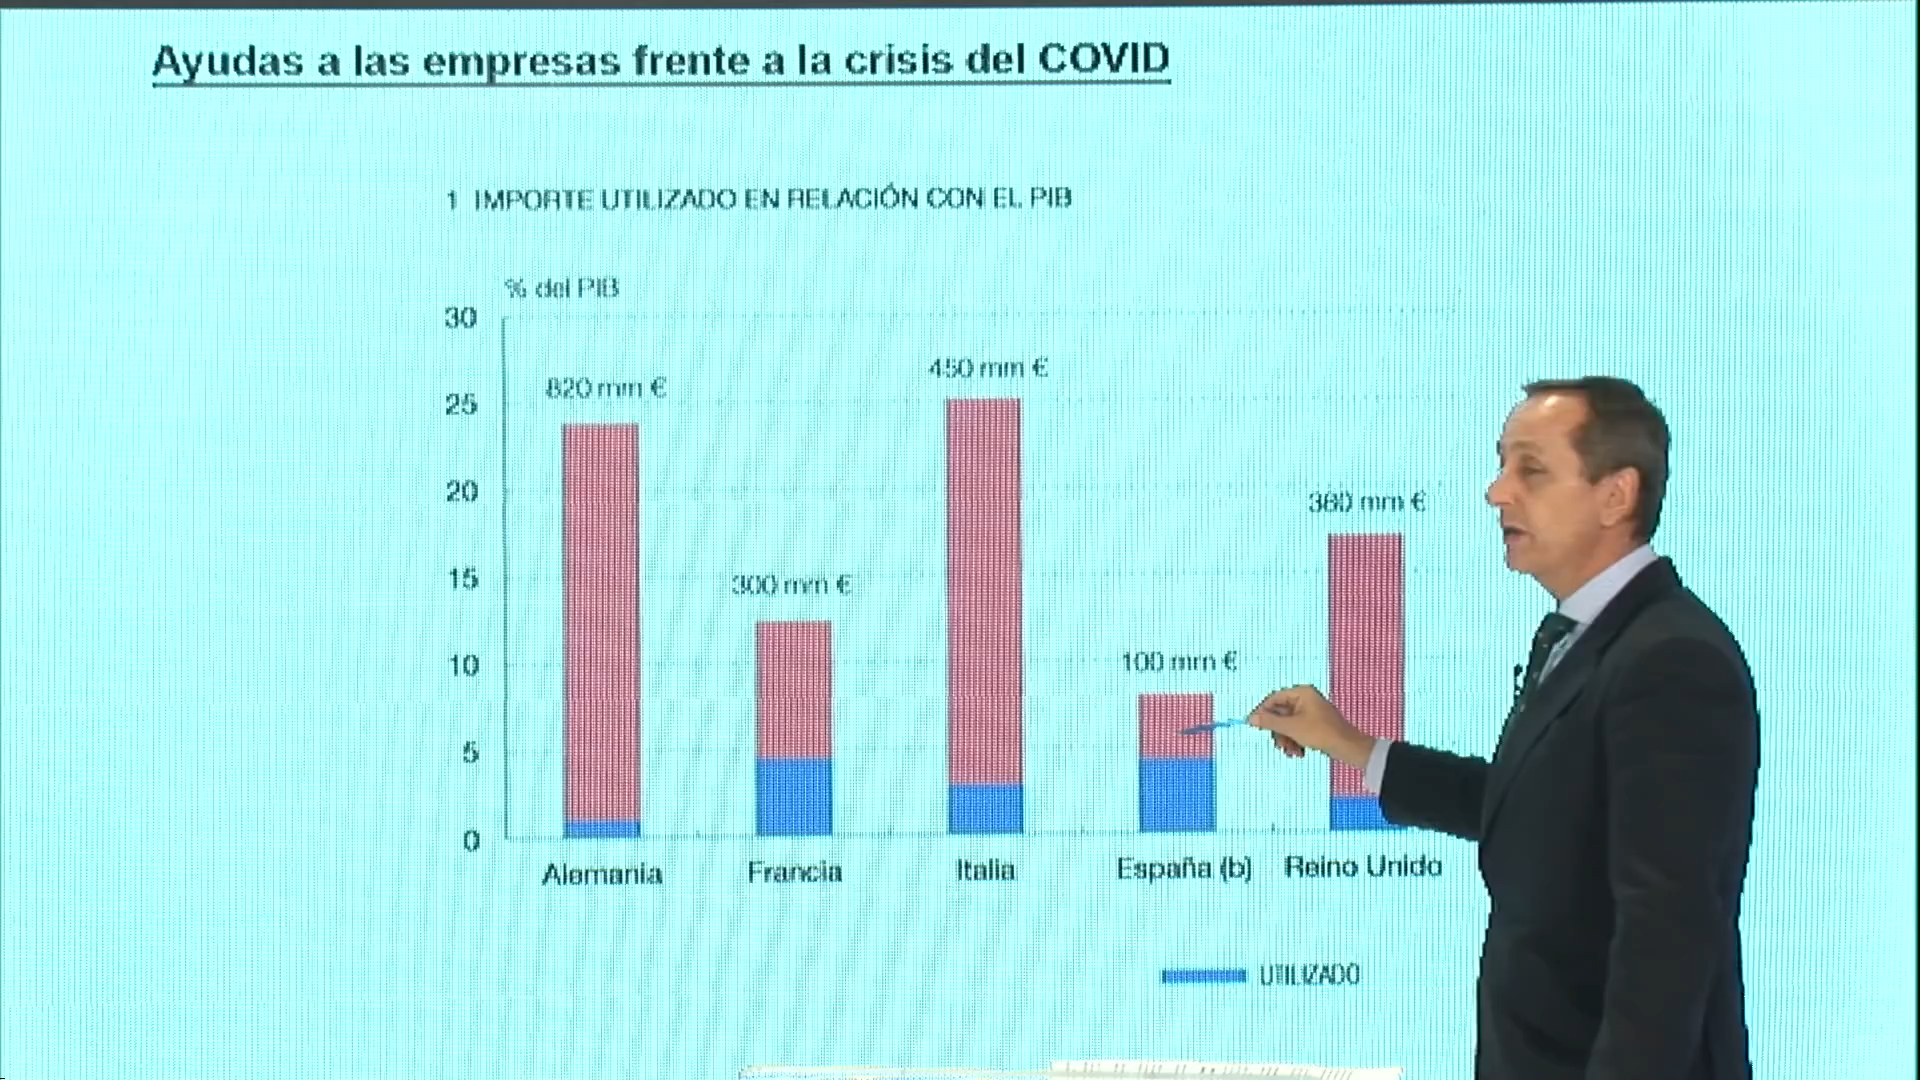 Ayudas a las empresas frente a la crisis del COVID
1 IMPORTE UTILIZADO EN RELACIÓN CON EL PIB
% del PIB
30
25
20
15
10
5
0
820 mm €
300 mm €
450 mm €
100 mm €
380 mm €
Alemania
Francia
Italia
España (b)
Reino Unido
UTILIZADO